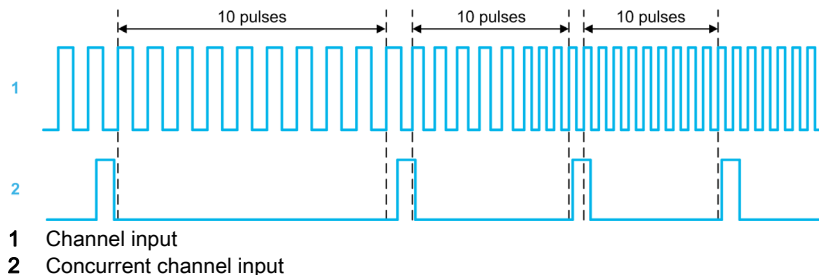 10 pulses 10 pulses 10 pulses
1
2
1 Channel input
2 Concurrent channel input